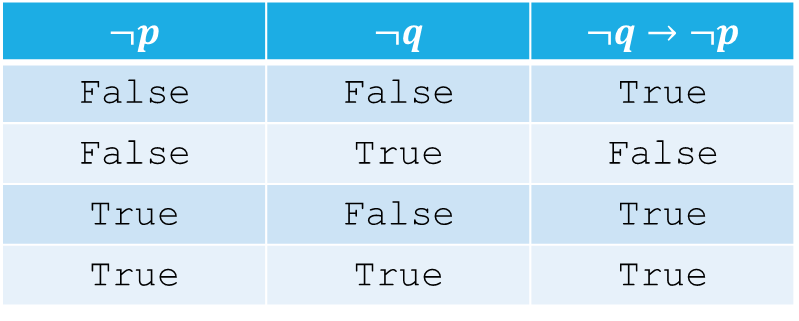 ¬p ¬q ¬q → ¬p
False False True
False True False
True False True
True True True